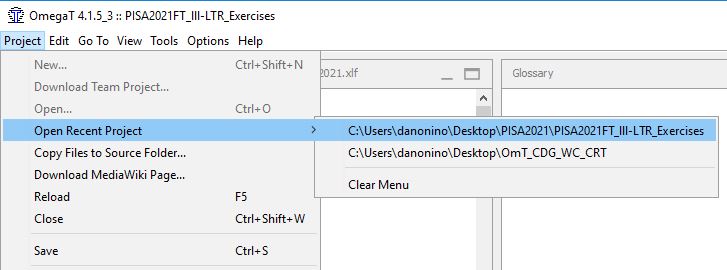 OmegaT 4.1.5_3 :: PISA2021FT_III-LTR_Exercises
Project Edit Go To View Tools Options Help
New... Ctrl+Shift+N
2021.xlf
Glossary
Download Team Project...
Open... Ctrl+O
Open Recent Project
C:\Users\danonino\Desktop\PISA2021\PISA2021FT_III-LTR_Exercises
Copy Files to Source Folder...
C:\Users\danonino\Desktop\OmT_CDG_WC_CRT
Download MediaWiki Page...
Clear Menu
Reload F5
Close Ctrl+Shift+W
Save Ctrl+S